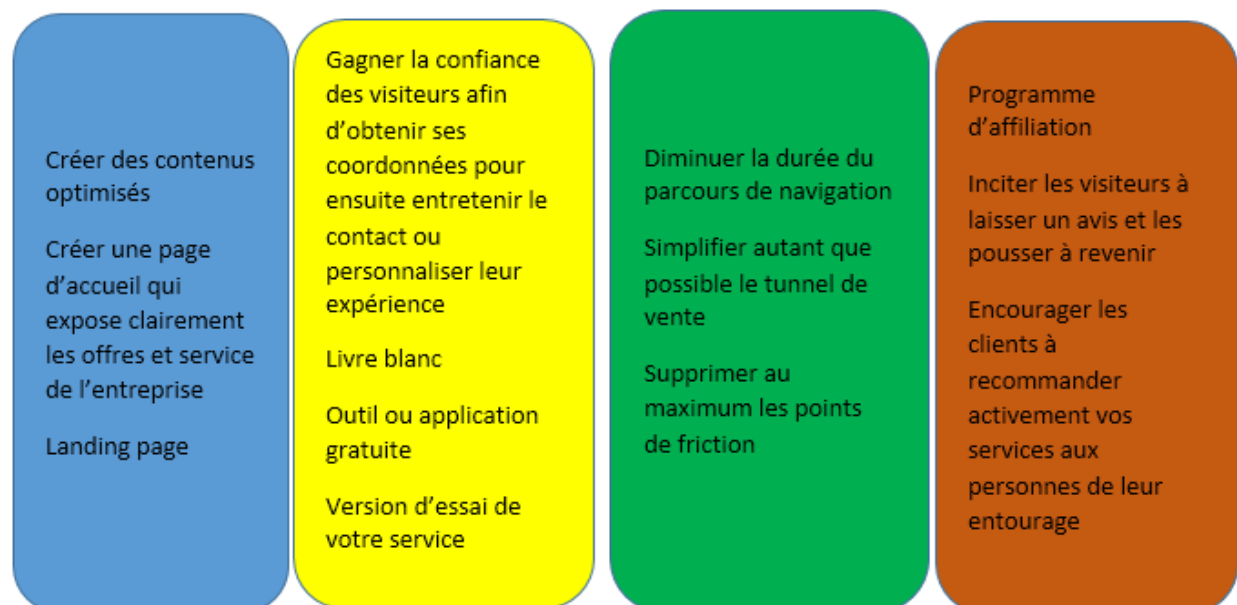 Créer des contenus
optimisés
Créer une page
d'accueil qui
expose clairement
les offres et service
de l'entreprise
Landing page
Gagner la confiance
des visiteurs afin
d'obtenir ses
coordonnées pour
ensuite entretenir le
contact ou
personnaliser leur
expérience
Livre blanc
Outil ou application
gratuite
Version d'essai de
votre service
Diminuer la durée du
parcours de navigation
Simplifier autant que
possible le tunnel de
vente
Supprimer au
maximum les points
de friction
Programme
d'affiliation
Inciter les visiteurs à
laisser un avis et les
pousser à revenir
Encourager les
clients à
recommander
activement vos
services aux
personnes de leur
entourage